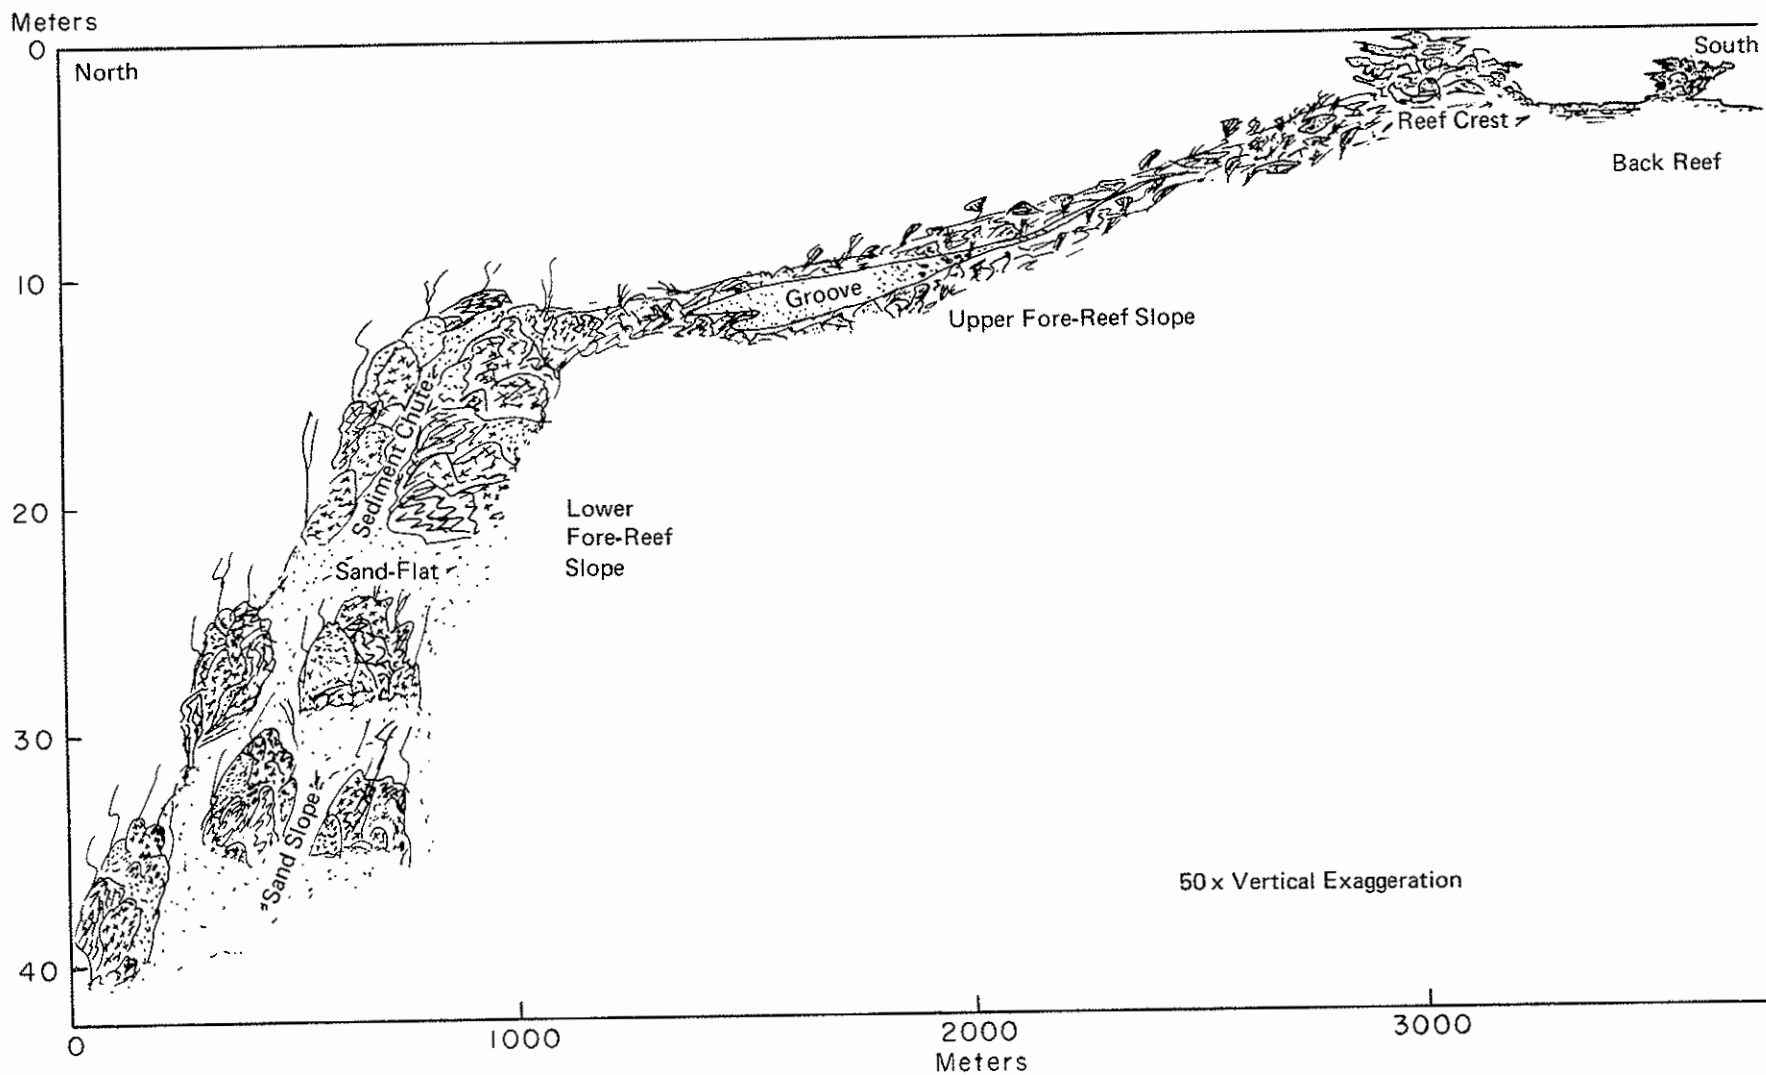 Meters
0
North
South
Reef Crest
Back Reef
10
Groove
Upper Fore-Reef Slope
Sediment Chute
20
Lower
Fore-Reef
Slope
Sand-Flat
30
"Sand Slope"
50 x Vertical Exaggeration
40
0
1000
2000
3000
Meters